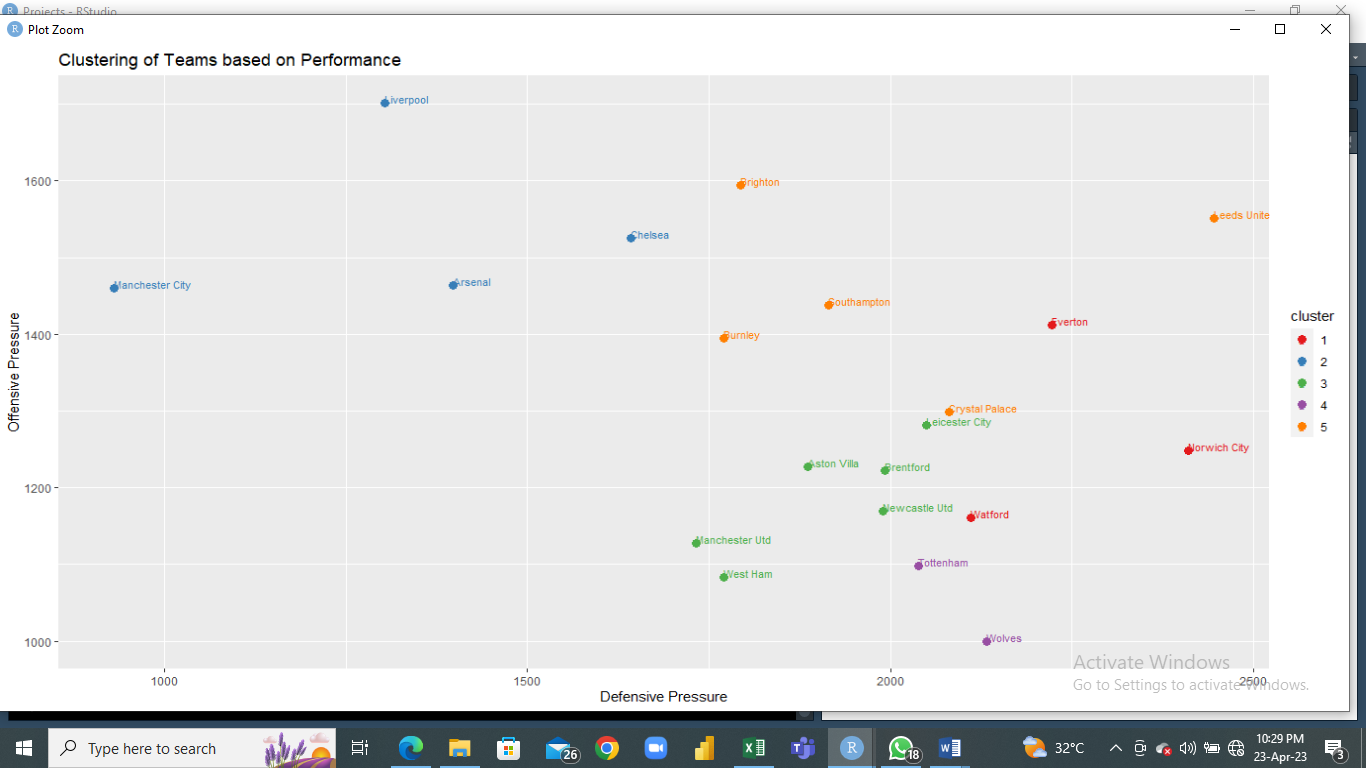 Projects - RStudio
Plot Zoom
Clustering of Teams based on Performance
Liverpool
1600
Brighton
Leeds Unite
Chelsea
Manchester City
Arsenal
Southampton
Everton
cluster
1400
Burnley
1
2
3
4
5
Offensive Pressure
Crystal Palace
Leicester City
Norwich City
Aston Villa
Brentford
1200
Newcastle Utd
Watford
Manchester Utd
Tottenham
West Ham
1000
Wolves
Activate Windows
Go to Settings to activate Windows.
1000
1500
2000
2500
Defensive Pressure
Type here to search
26
18
32°C
10:29 PM
23-Apr-23
3